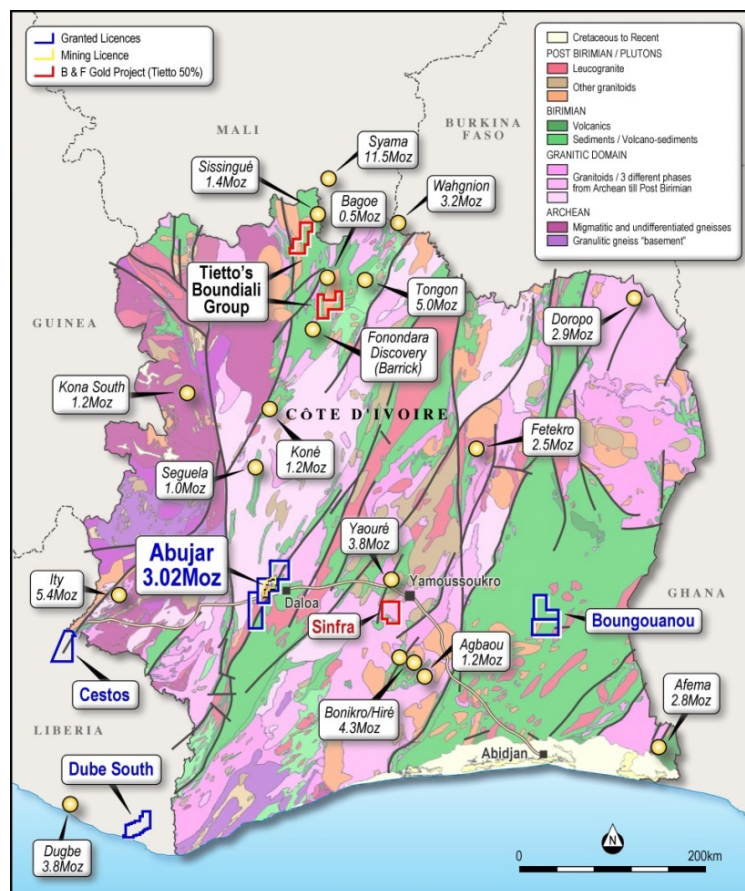 Granted Licences
Mining Licence
B & F Gold Project (Tietto 50%)
Cretaceous to Recent
POST BIRIMIAN / PLUTONS
Leucogranite
Other granitoids
BIRIMIAN
Volcanics
Sediments / Volcano-sediments
GRANITIC DOMAIN
Granitoids / 3 different phases
from Archean till Post Birimian
ARCHEAN
Migmatitic and undifferentiated gneisses
Granulitic gneiss “basement”
MALI
BURKINA
FASO
Syama
11.5Moz
Sissingué
1.4Moz
Bagoe
0.5Moz
Wahgnion
3.2Moz
Tietto's
Boundiali
Group
Tongon
5.0Moz
Doropo
2.9Moz
GUINEA
Fonondara
Discovery
(Barrick)
Kona South
1.2Moz
CÔTE D'IVOIRE
Koné
1.2Moz
Fetekro
2.5Moz
Seguela
1.0Moz
Abujar
3.02Moz
Yaouré
3.8Moz
Ity
5.4Moz
Daloa
Yamoussoukro
GHANA
Sinfra
Boungouanou
Cestos
Agbaou
1.2Moz
Bonikro/Hiré
4.3Moz
Afema
2.8Moz
LIBERIA
Abidjan
Dube South
Dugbe
3.8Moz
N
0
200km